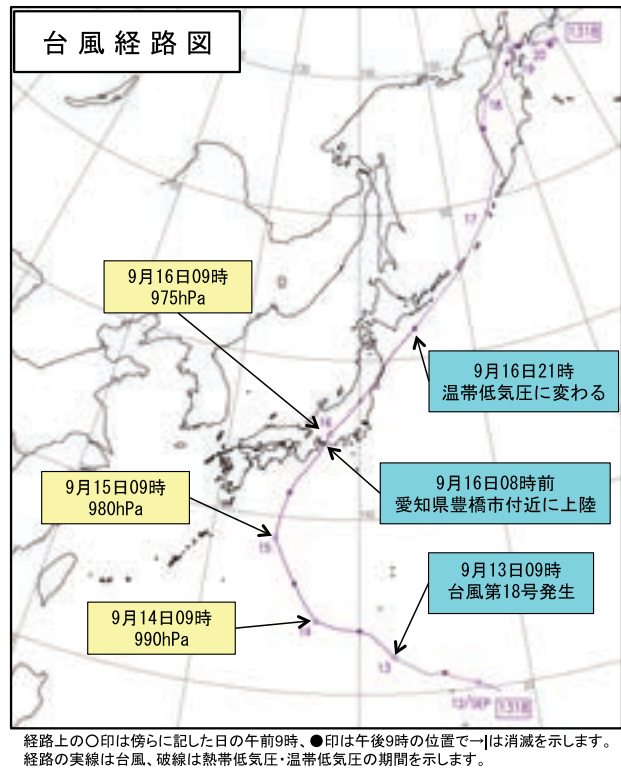 台風経路図
1318
20
19
18
17
9月16日09時
975hPa
9月16日21時
温帯低気圧に変わる
16
9月16日08時前
愛知県豊橋市付近に上陸
9月15日09時
980hPa
15
9月13日09時
台風第18号発生
9月14日09時
990hPa
14
13
12/SEP
1318
経路上の○印は傍らに記した日の午前9時、●印は午後9時の位置で→|は消滅を示します。
経路の実線は台風、破線は熱帯低気圧・温帯低気圧の期間を示します。